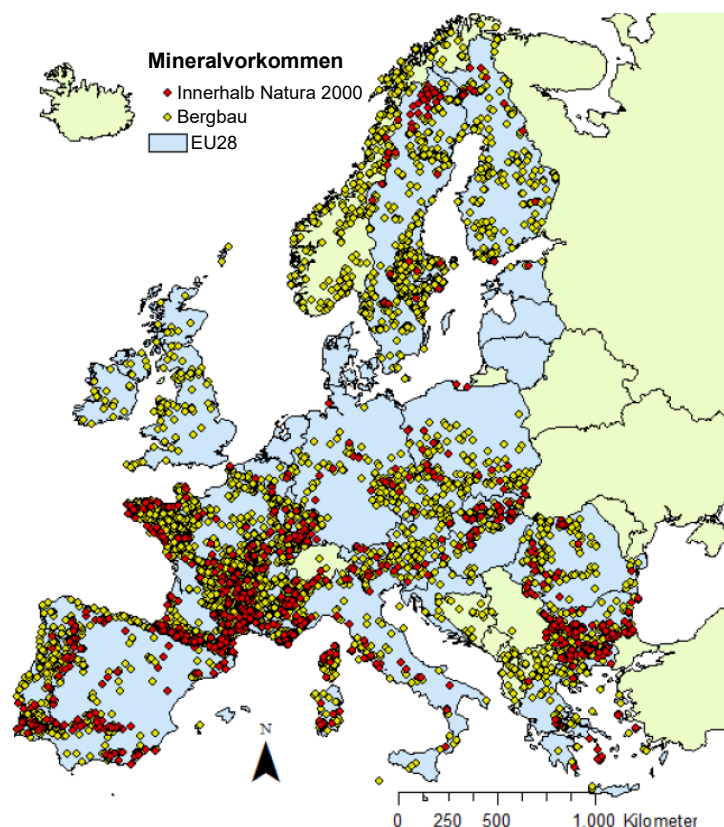 Mineralvorkommen
Innerhalb Natura 2000
Bergbau
EU28
N
0 250 500 1.000 Kilometer